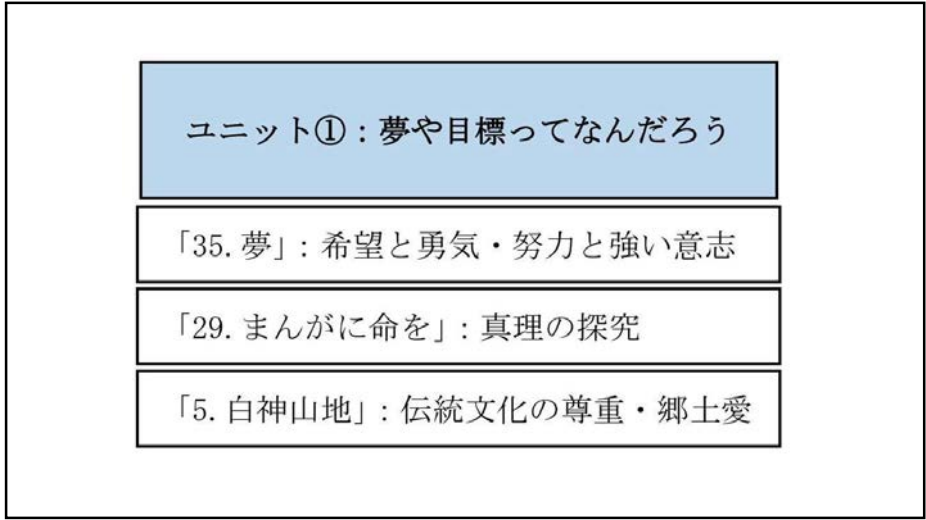 ユニット①：夢や目標ってなんだろう
「35.夢」：希望と勇気・努力と強い意志
「29.まんがに命を」：真理の探究
「5.白神山地」：伝統文化の尊重・郷土愛